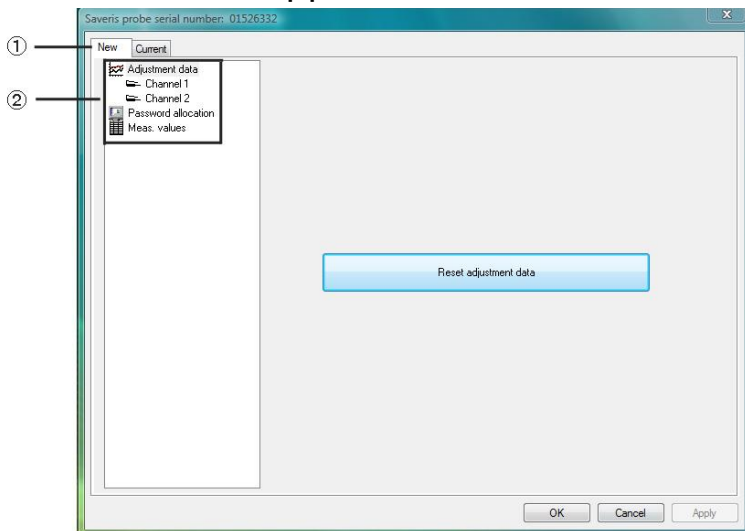 Saveris probe serial number: 01526332
x
① New Current
Adjustment data
Channel 1
② Channel 2
Password allocation
Meas. values
Reset adjustment data
OK Cancel Apply